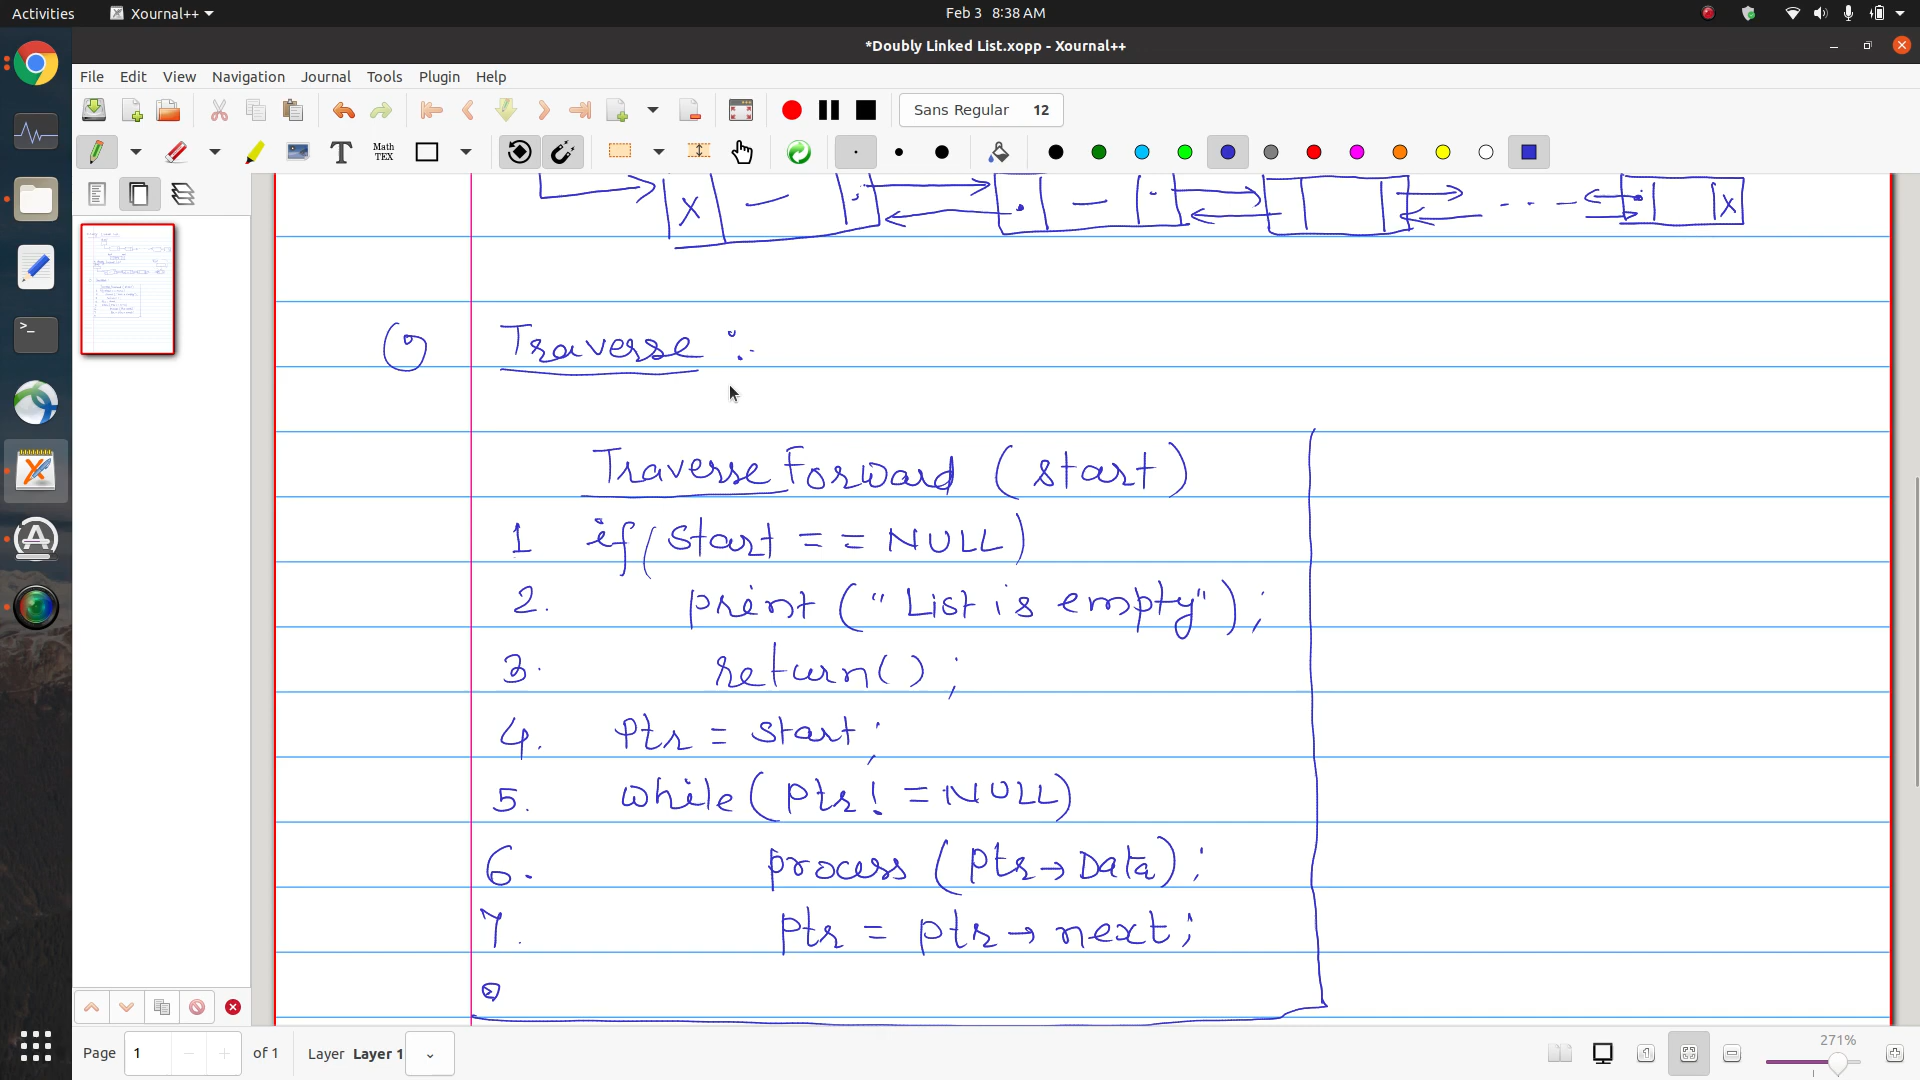 Activities Xournal++ Feb 3 8:38 AM
*Doubly Linked List.xopp - Xournal++
File Edit View Navigation Journal Tools Plugin Help
Sans Regular 12
T Math TEX
X X
Traverse :
Traverse Forward (start)
1 if(start == NULL)
2. print ("List is empty");
3. return();
4. Ptr = start;
5. while(ptr! = NULL)
6. process (ptr→Data);
7. ptr = ptr→next;
Page 1 of 1 Layer Layer 1 271%